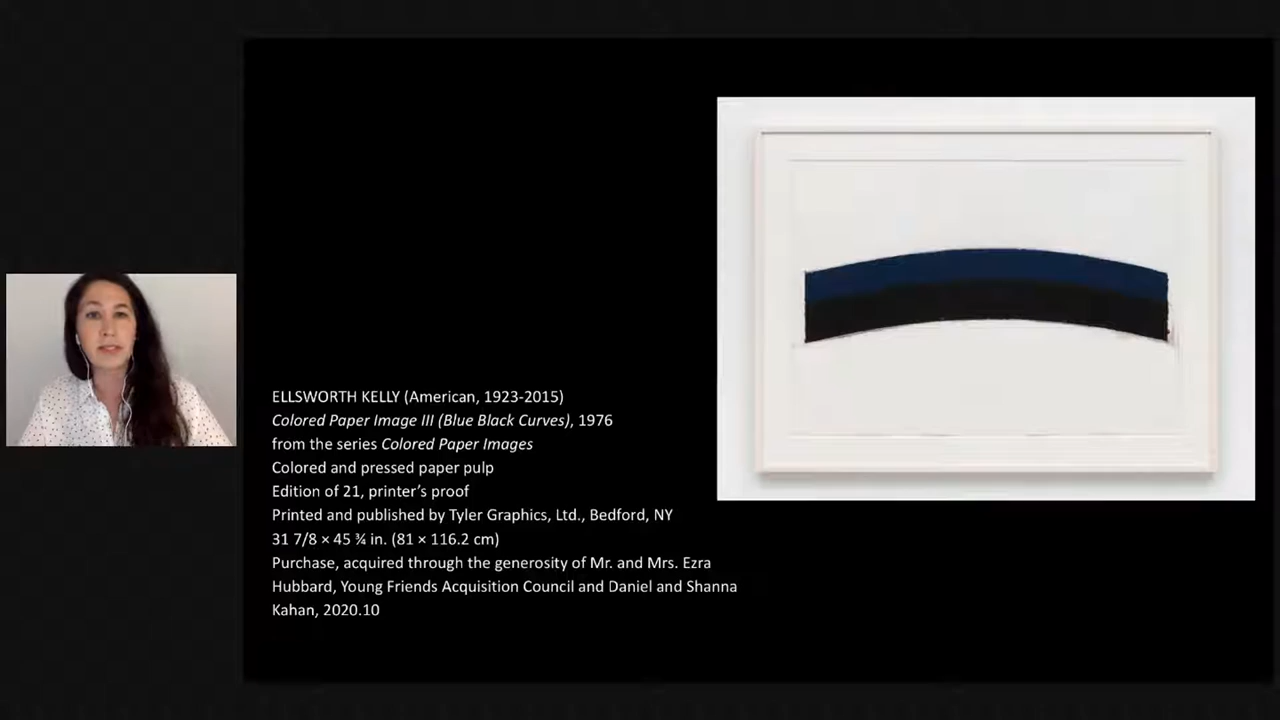 ELLSWORTH KELLY (American, 1923-2015)
Colored Paper Image III (Blue Black Curves), 1976
from the series Colored Paper Images
Colored and pressed paper pulp
Edition of 21, printer’s proof
Printed and published by Tyler Graphics, Ltd., Bedford, NY
31 7/8 × 45 ¾ in. (81 × 116.2 cm)
Purchase, acquired through the generosity of Mr. and Mrs. Ezra
Hubbard, Young Friends Acquisition Council and Daniel and Shanna
Kahan, 2020.10